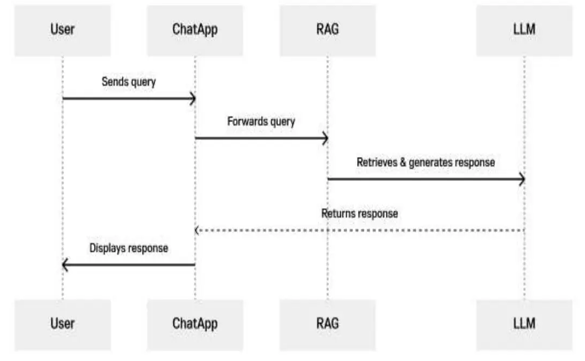 User ChatApp RAG LLM
Sends query
Forwards query
Retrieves & generates response
Returns response
Displays response
User ChatApp RAG LLM